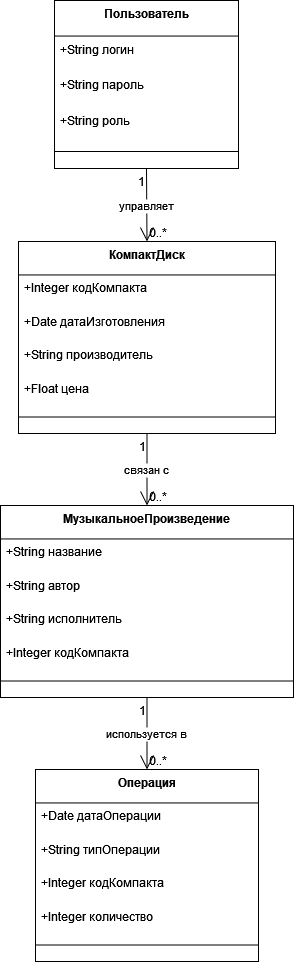 Пользователь
+String логин
+String пароль
+String роль
1
управляет
0..*
КомпактДиск
+Integer кодКомпакта
+Date датаИзготовления
+String производитель
+Float цена
1
связан с
0..*
МузыкальноеПроизведение
+String название
+String автор
+String исполнитель
+Integer кодКомпакта
1
используется в
0..*
Операция
+Date датаОперации
+String типОперации
+Integer кодКомпакта
+Integer количество